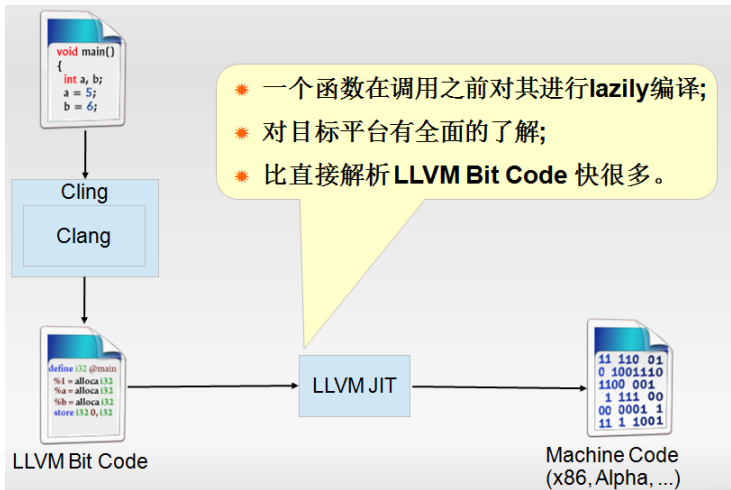 void main()
{
int a, b;
a = 5;
b = 6;
一个函数在调用之前对其进行lazily编译;
对目标平台有全面的了解;
比直接解析 LLVM Bit Code 快很多。
Cling
Clang
define i32 @main
%1 = alloca i32
%a = alloca i32
%b = alloca i32
store i32 0, i32
LLVM Bit Code
LLVM JIT
11 110 01
0 1001110
1100 001
1 111 00
00 0001 1
11 1 1001
Machine Code
(x86, Alpha, ...)